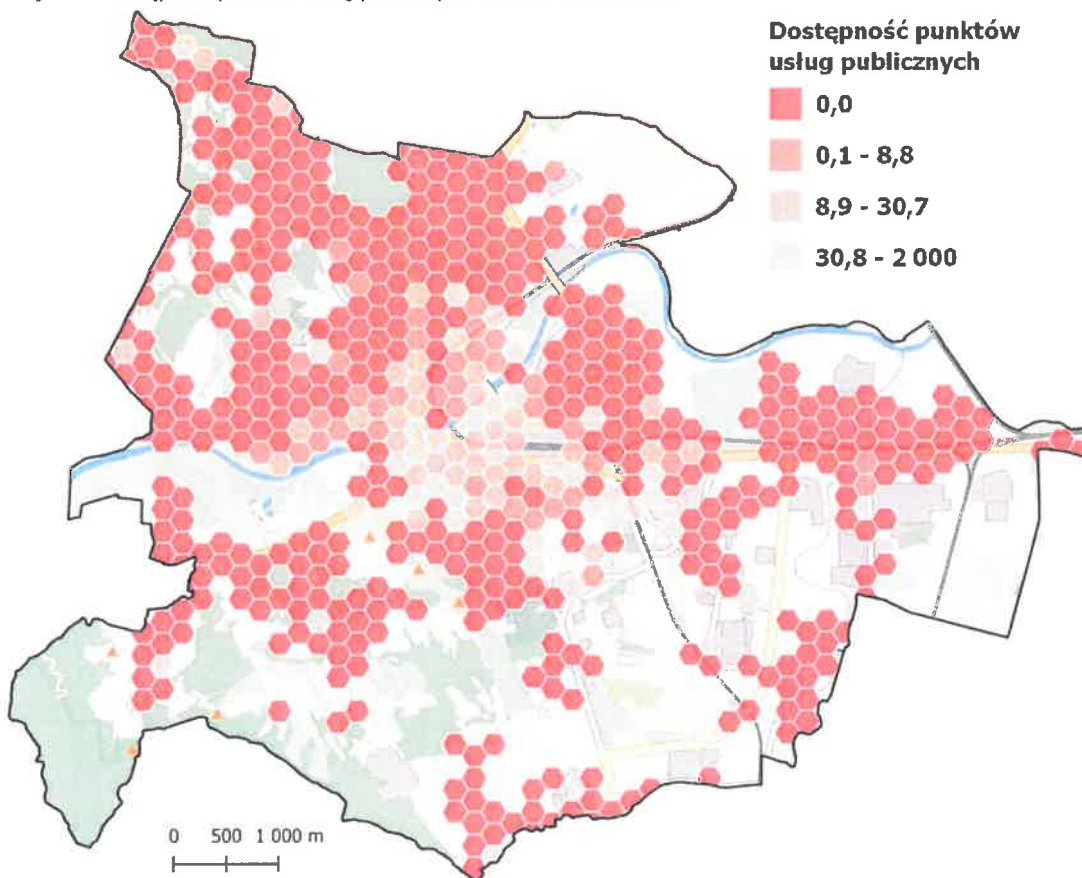 Dostępność punktów
usług publicznych
0,0
0,1 - 8,8
8,9 - 30,7
30,8 - 2 000
0 500 1 000 m